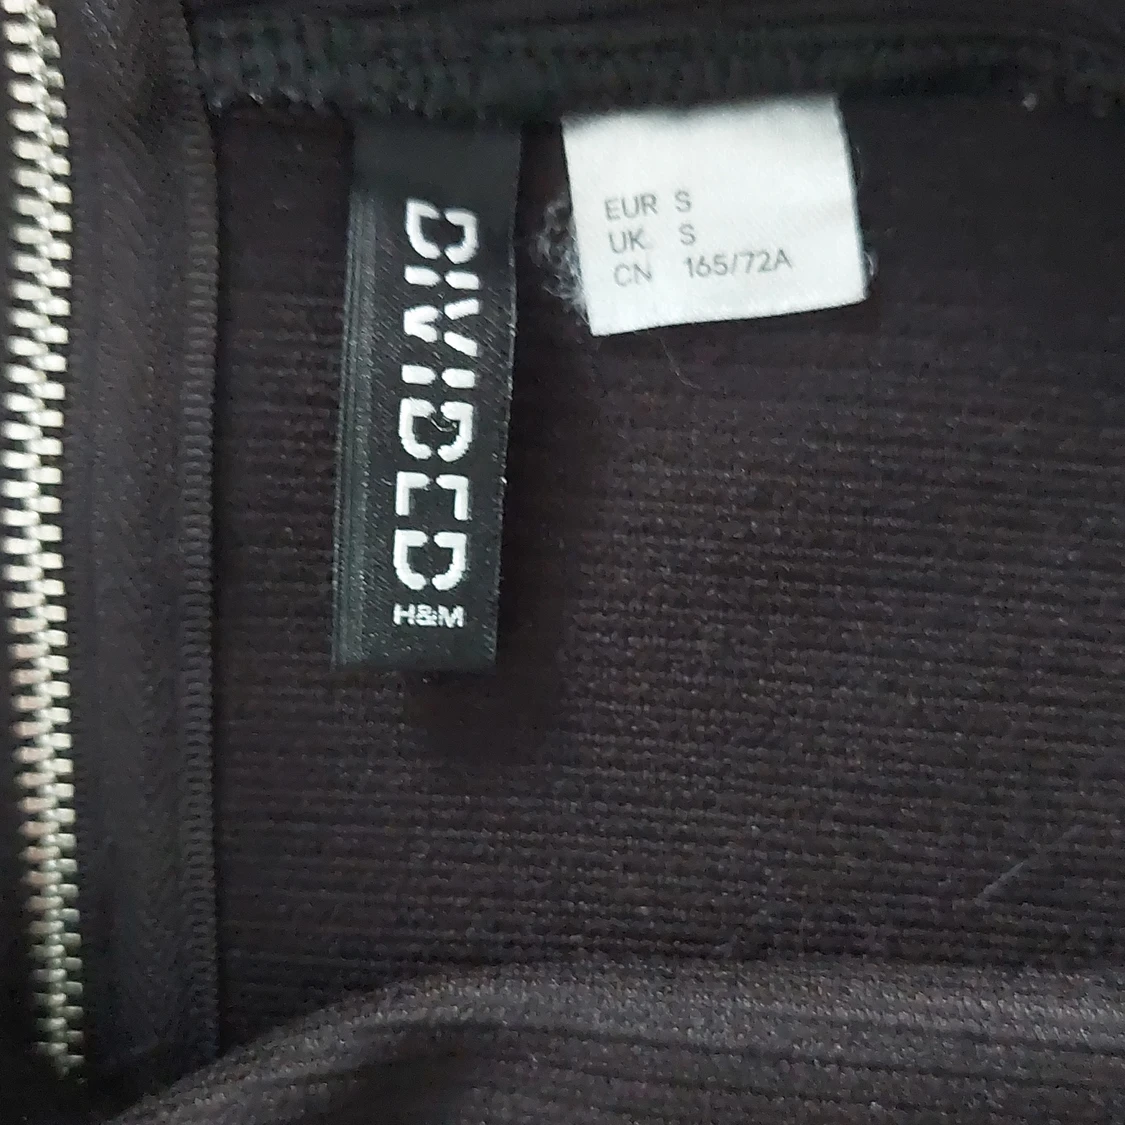 DIVIDED
H&M
EUR S
UK S
CN 165/72A